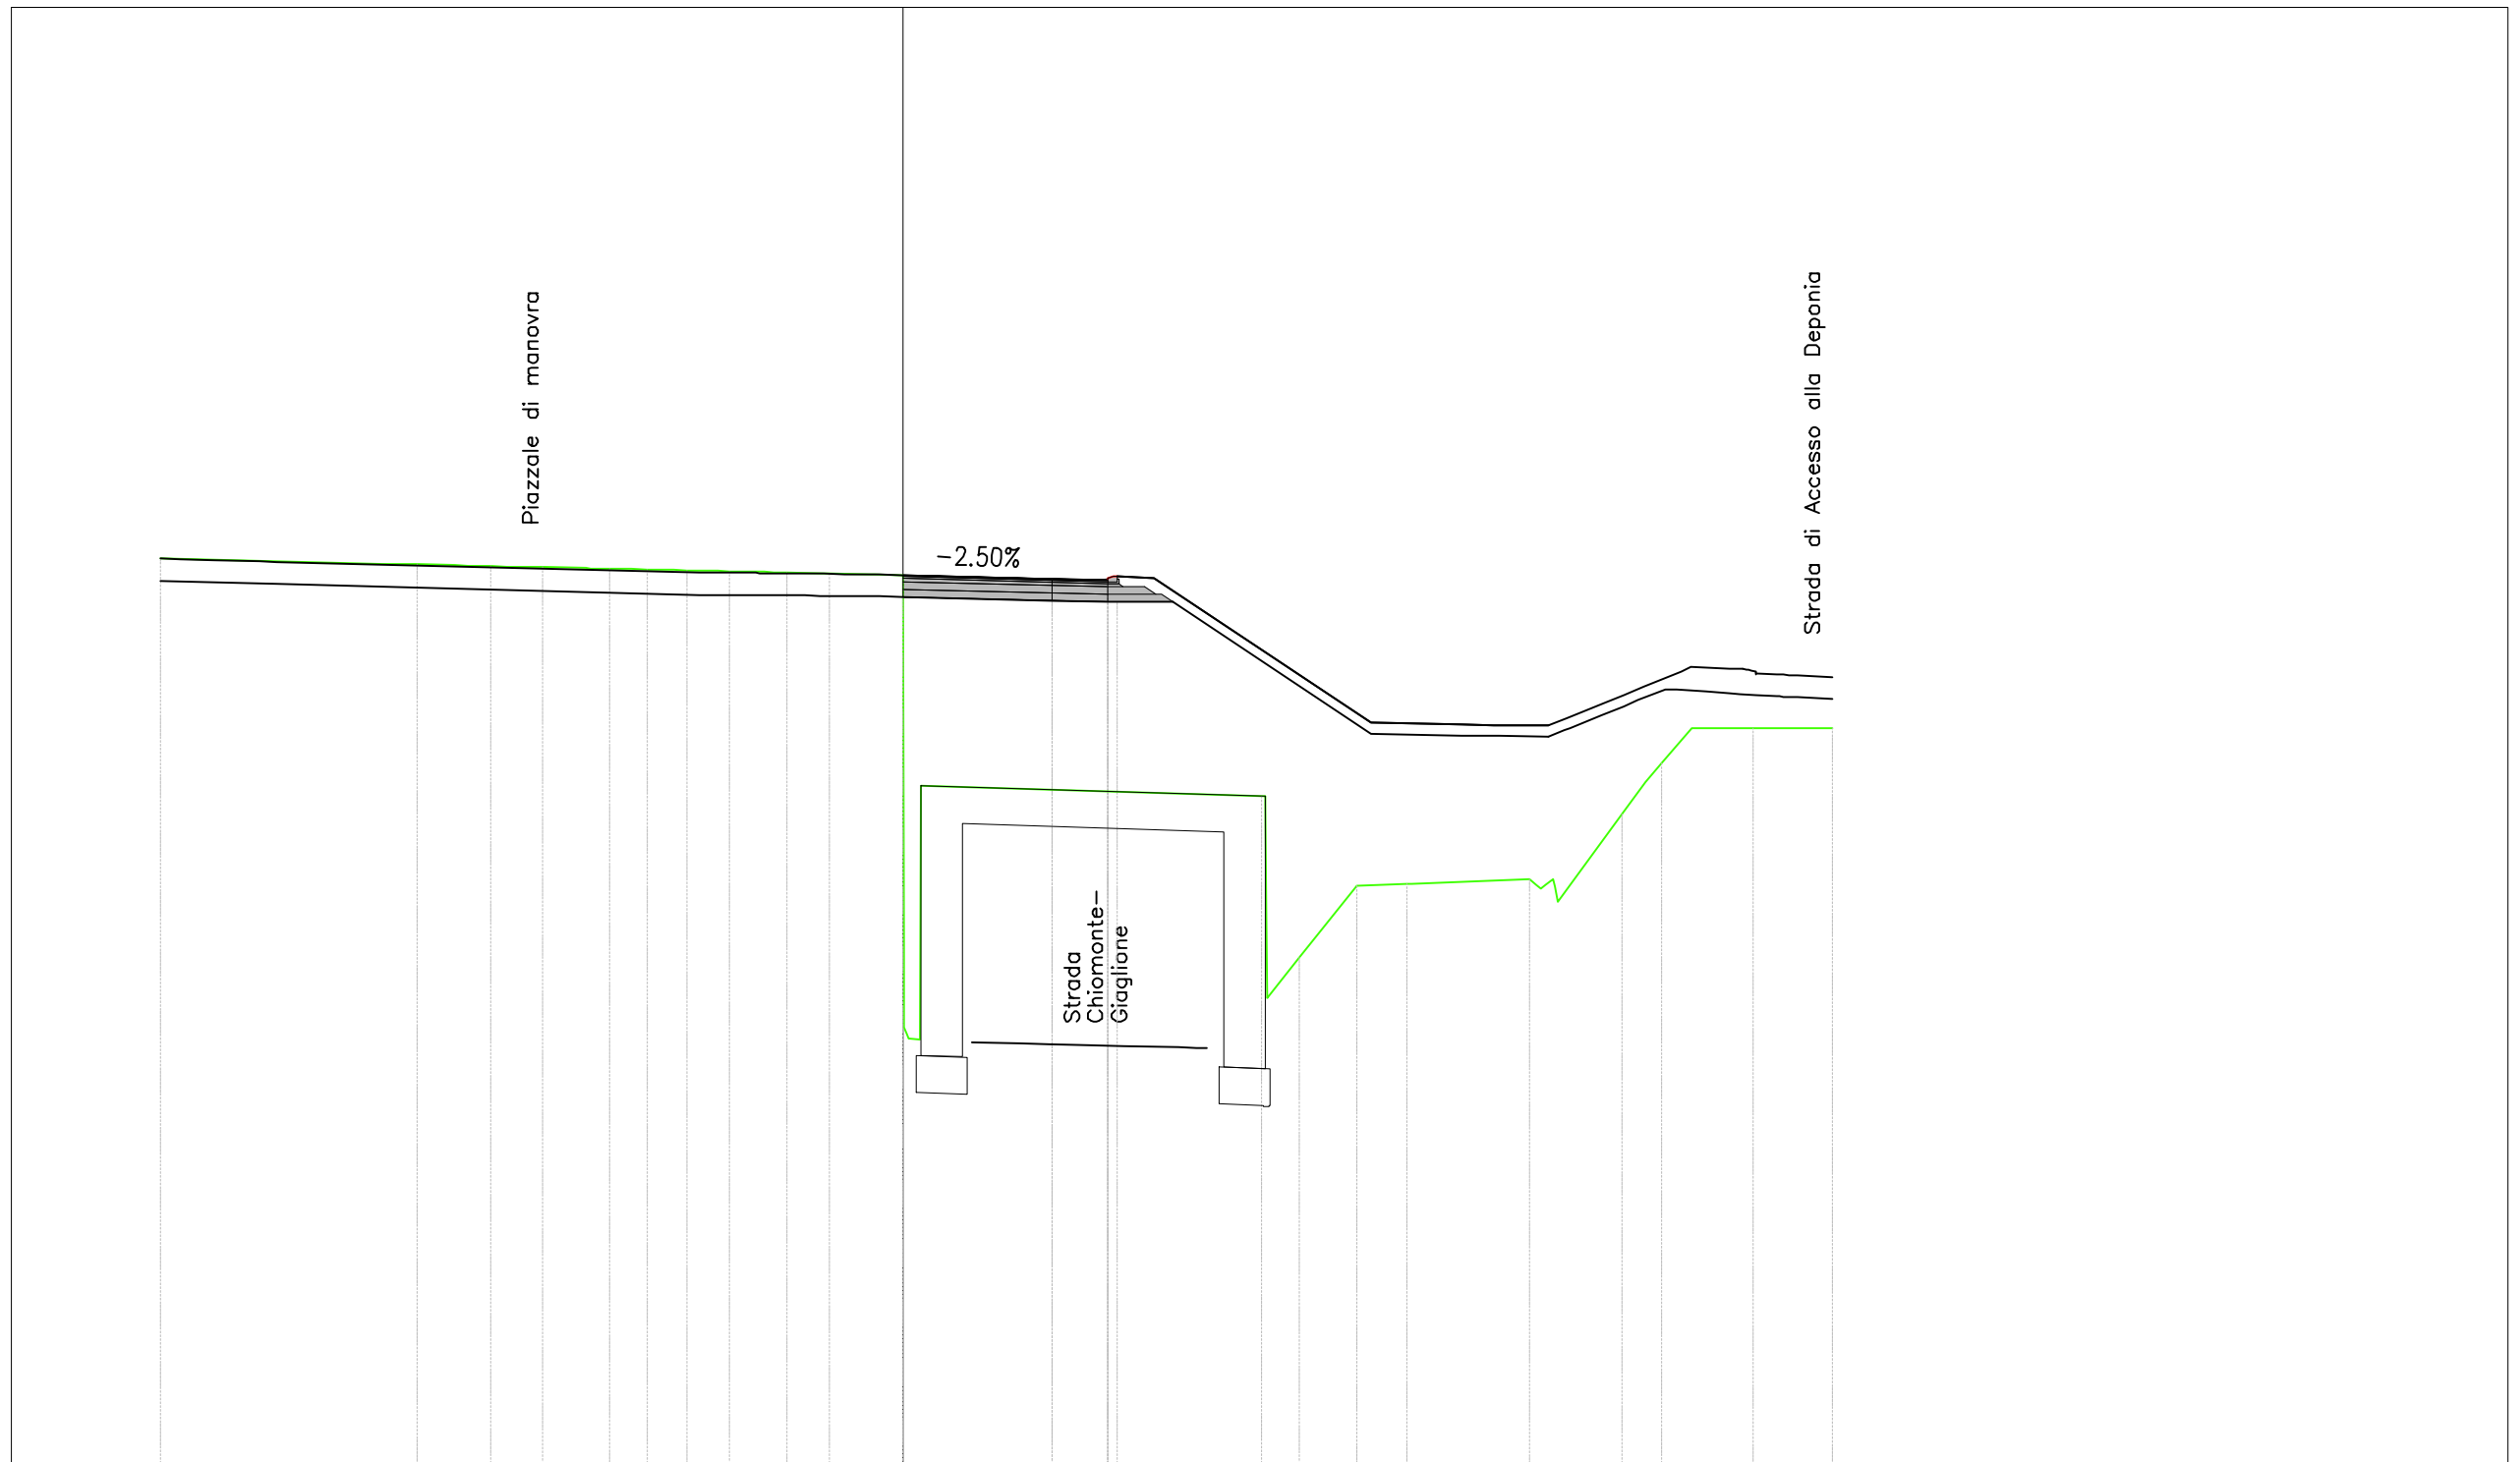 Piazzale di manovra
-2.50%
Strada
Chiomonte-
Giaglione
Strada di Accesso alla Deponia